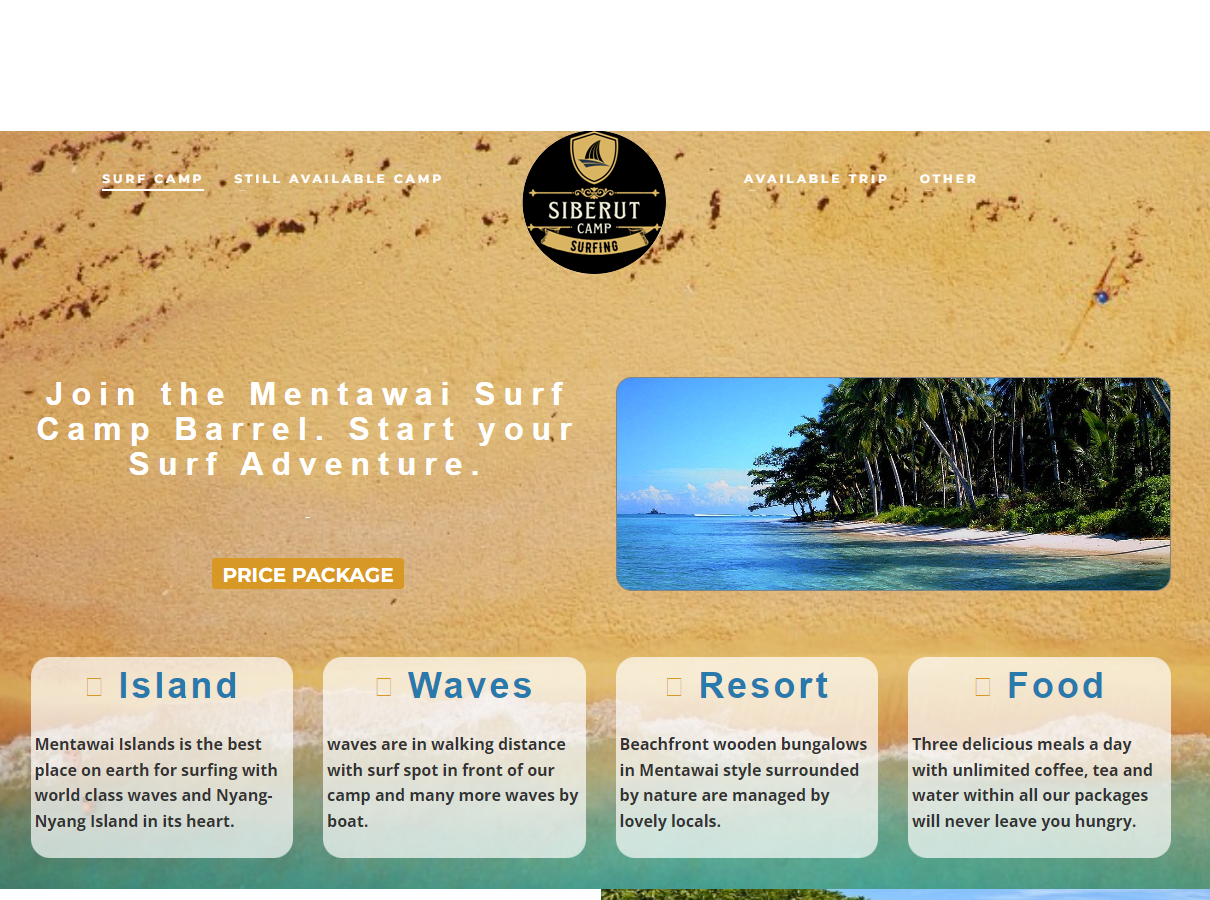 SURF CAMP
STILL AVAILABLE CAMP
SIBERUT
CAMP
SURFING
AVAILABLE TRIP
OTHER
Join the Mentawai Surf
Camp Barrel. Start your
Surf Adventure.
PRICE PACKAGE
Island
Mentawai Islands is the best
place on earth for surfing with
world class waves and Nyang-
Nyang Island in its heart.
Waves
waves are in walking distance
with surf spot in front of our
camp and many more waves by
boat.
Resort
Beachfront wooden bungalows
in Mentawai style surrounded
by nature are managed by
lovely locals.
Food
Three delicious meals a day
with unlimited coffee, tea and
water within all our packages
will never leave you hungry.